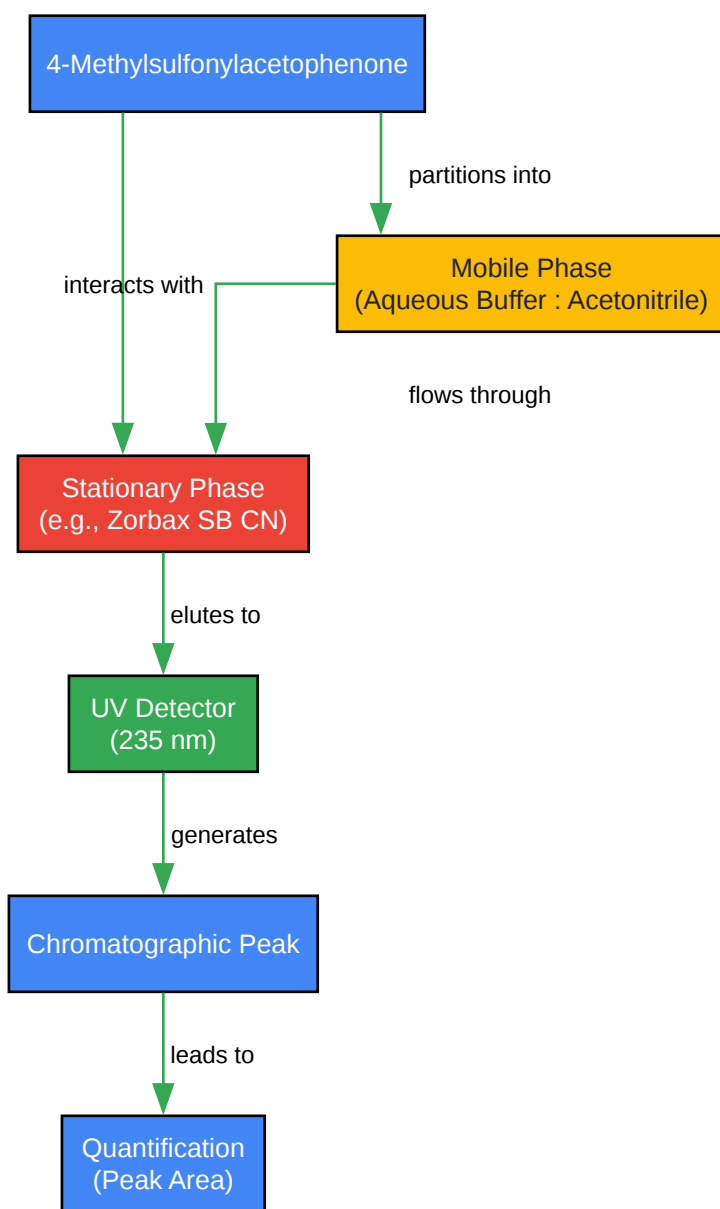 4-Methylsulfonylacetophenone
partitions into
Mobile Phase
(Aqueous Buffer : Acetonitrile)
interacts with
flows through
Stationary Phase
(e.g., Zorbax SB CN)
elutes to
UV Detector
(235 nm)
generates
Chromatographic Peak
leads to
Quantification
(Peak Area)